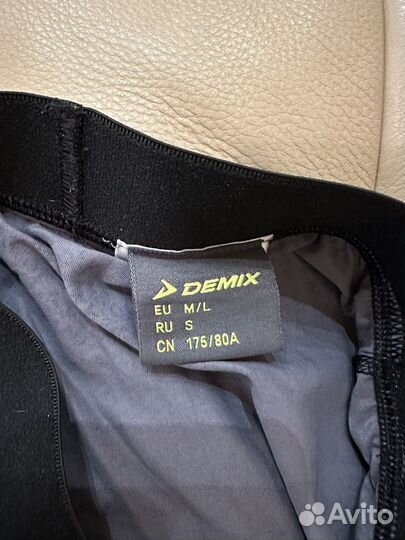 DEMIX
EU M/L
RU S
CN 175/80A
Avito